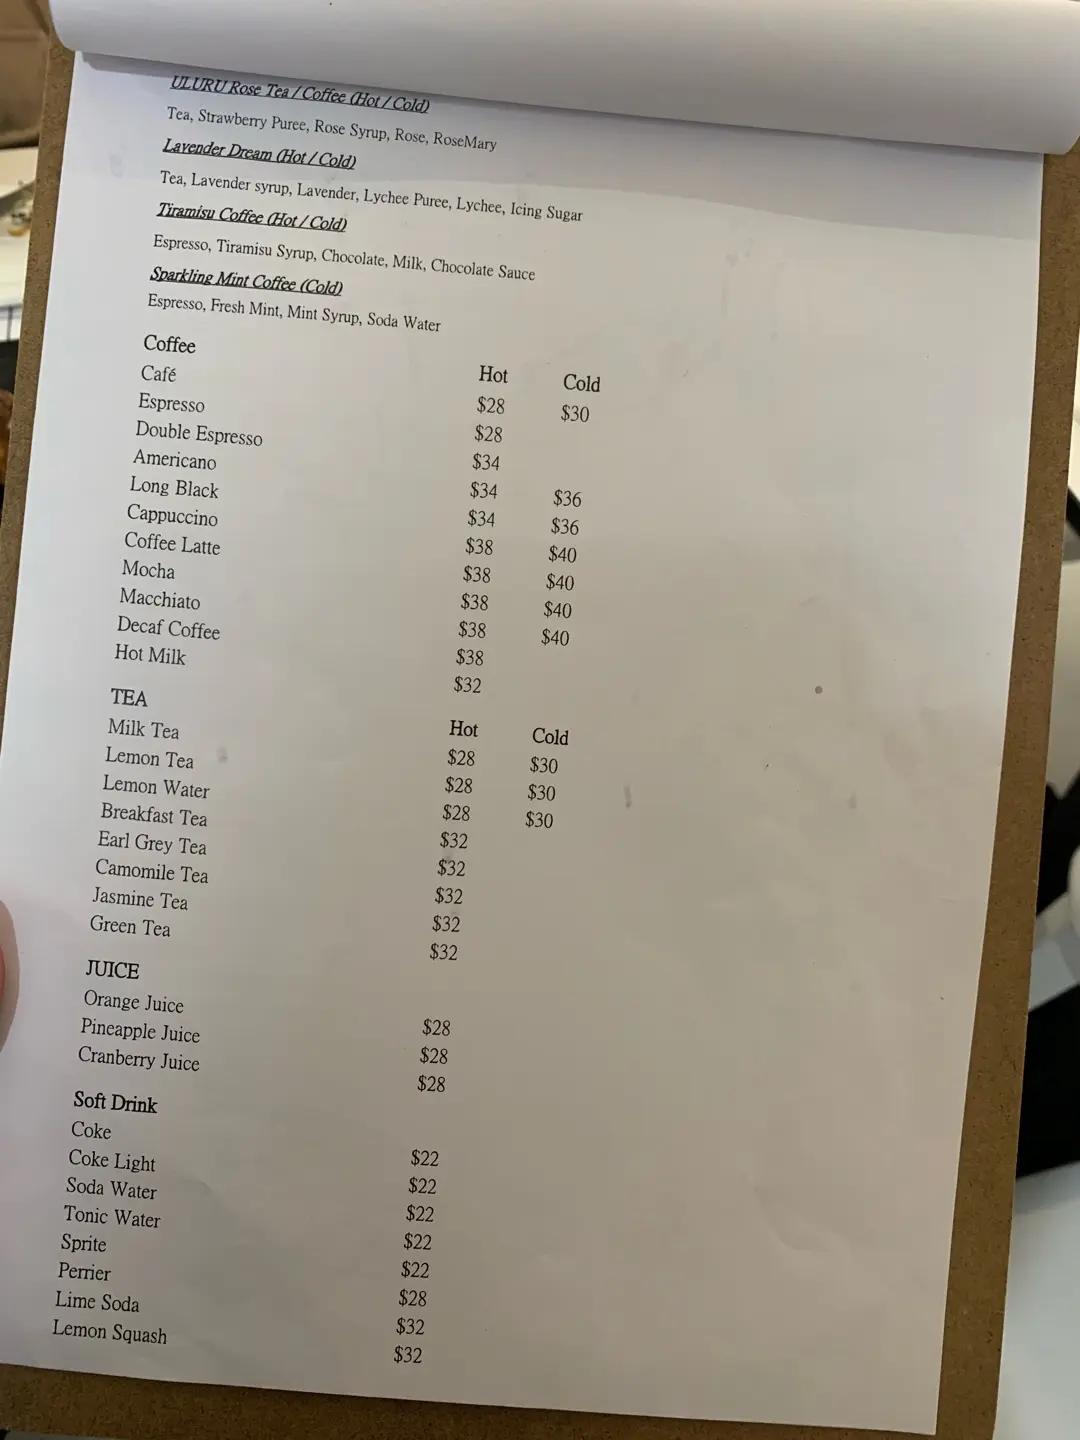 ULURU Rose Tea / Coffee (Hot / Cold)
Tea, Strawberry Puree, Rose Syrup, Rose, RoseMary
Lavender Dream (Hot / Cold)
Tea, Lavender syrup, Lavender, Lychee Puree, Lychee, Icing Sugar
Tiramisu Coffee (Hot / Cold)
Espresso, Tiramisu Syrup, Chocolate, Milk, Chocolate Sauce
Sparkling Mint Coffee (Cold)
Espresso, Fresh Mint, Mint Syrup, Soda Water
Coffee Hot Cold
Café $28 $30
Espresso $28
Double Espresso $34
Americano $34 $36
Long Black $34 $36
Cappuccino $38 $40
Coffee Latte $38 $40
Mocha $38 $40
Macchiato $38 $40
Decaf Coffee $38
Hot Milk $32
TEA Hot Cold
Milk Tea $28 $30
Lemon Tea $28 $30
Lemon Water $28 $30
Breakfast Tea $32
Earl Grey Tea $32
Camomile Tea $32
Jasmine Tea $32
Green Tea $32
JUICE
Orange Juice $28
Pineapple Juice $28
Cranberry Juice $28
Soft Drink
Coke $22
Coke Light $22
Soda Water $22
Tonic Water $22
Sprite $22
Perrier $28
Lime Soda $32
Lemon Squash $32